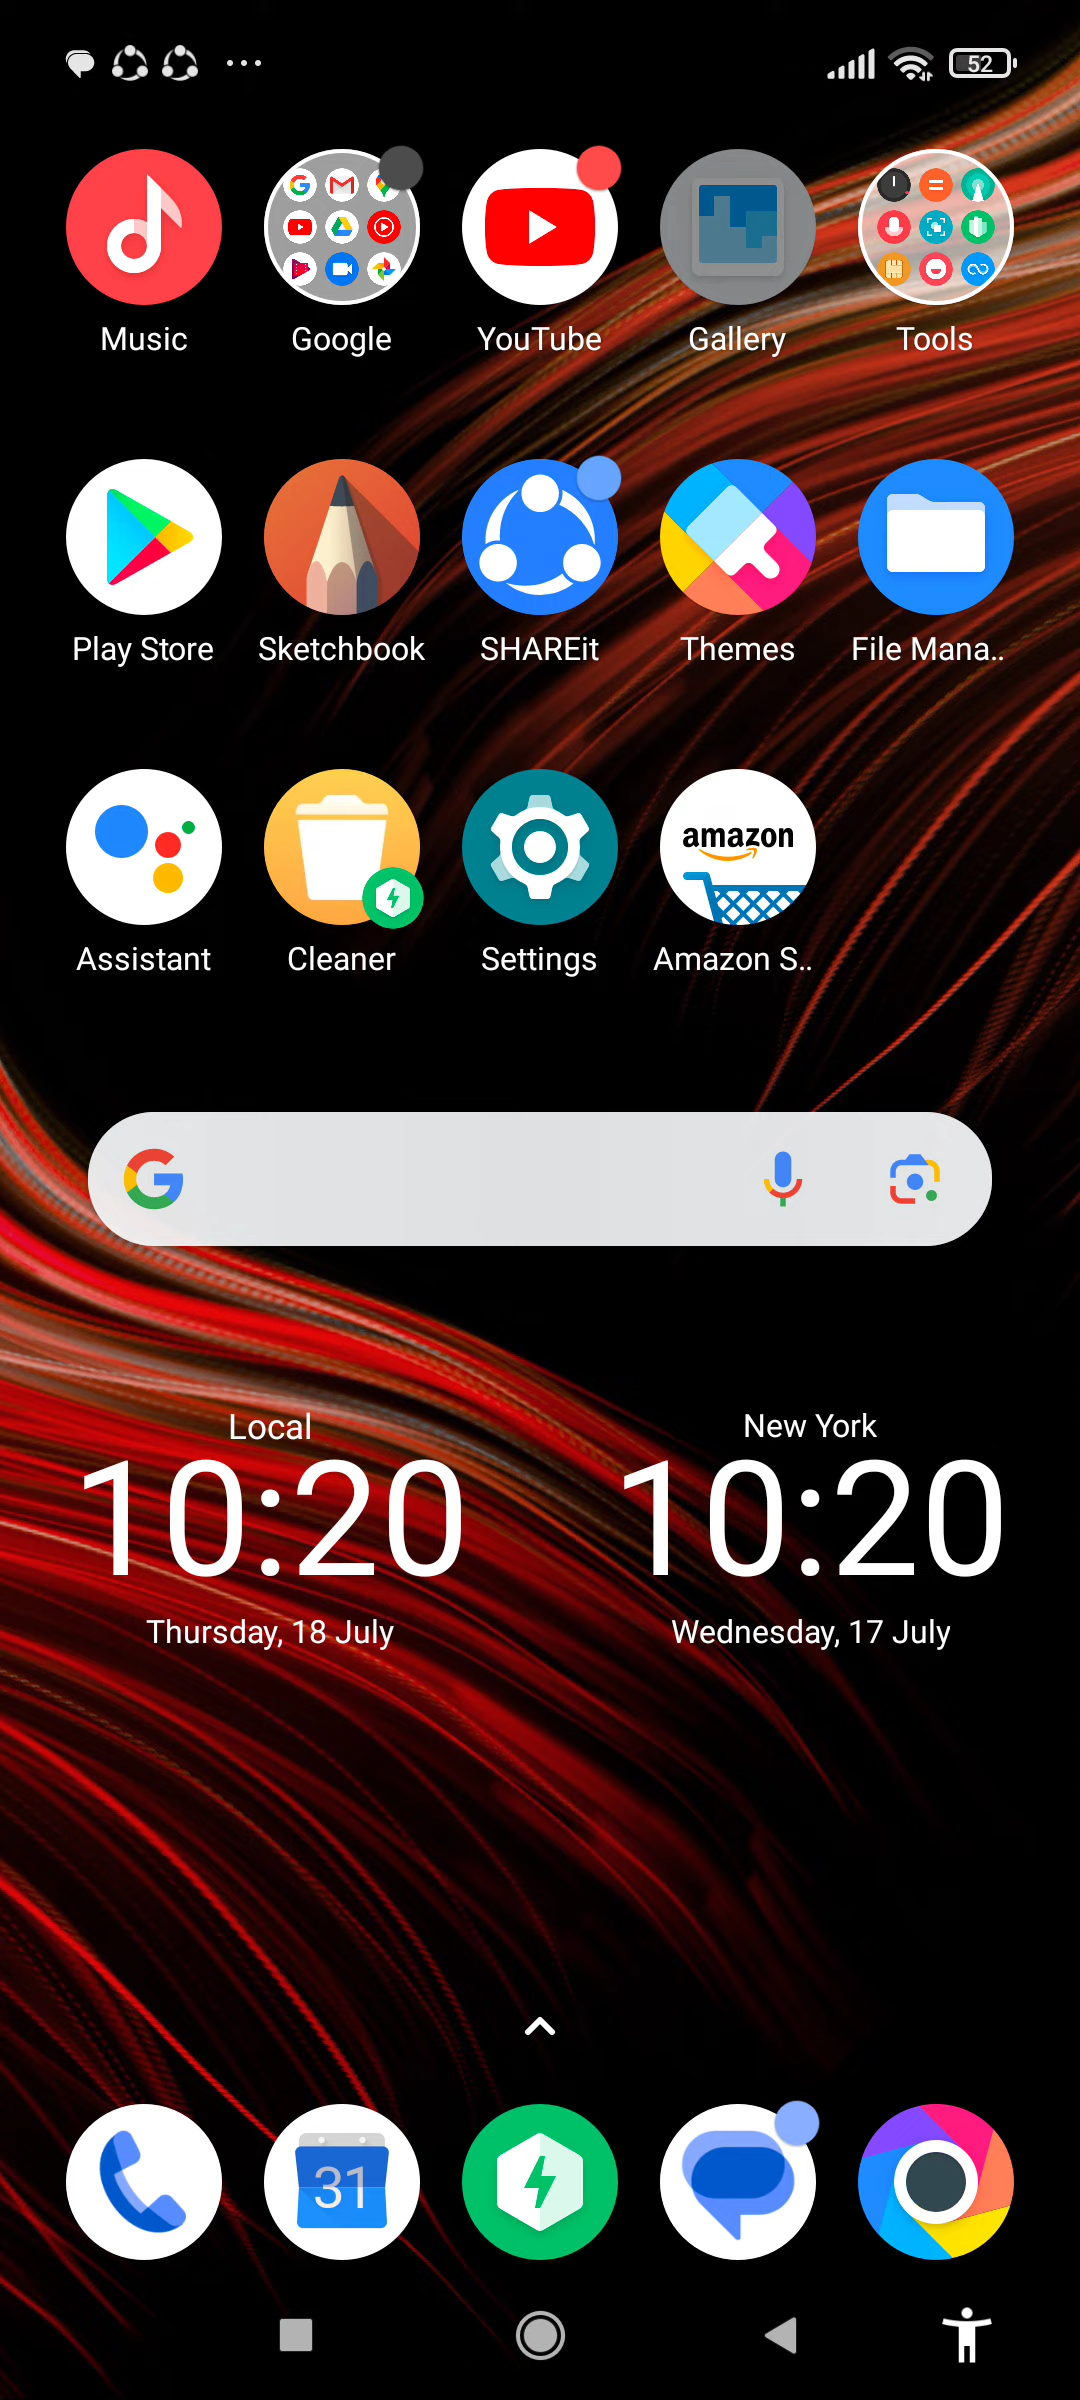 52
Music
Google
YouTube
Gallery
Tools
Play Store
Sketchbook
SHAREit
Themes
File Mana..
amazon
Assistant
Cleaner
Settings
Amazon S..
Local
10:20
Thursday, 18 July
New York
10:20
Wednesday, 17 July
31